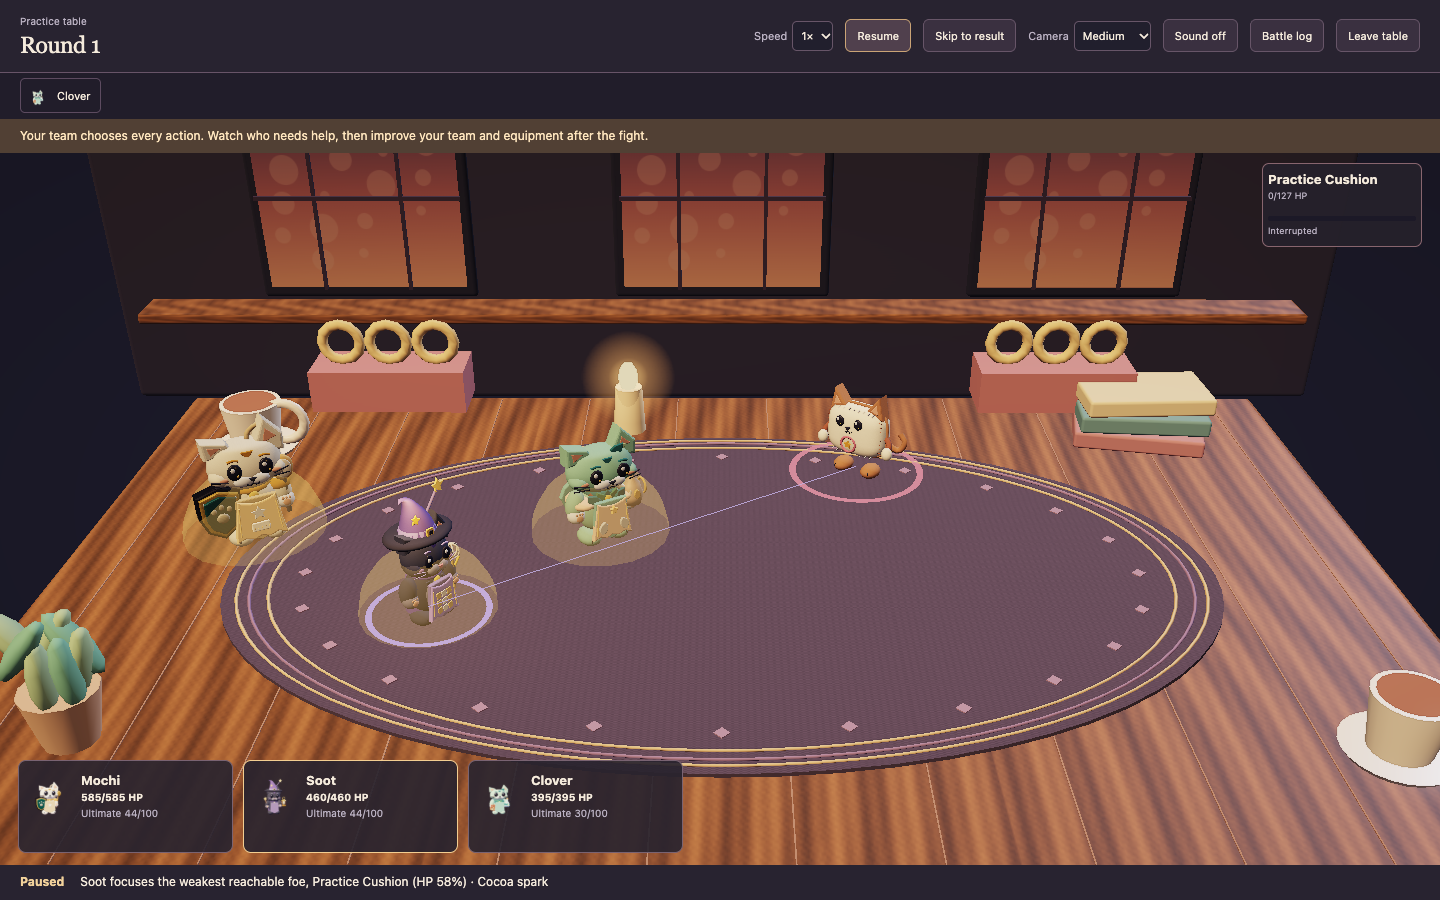 Practice table
Round 1
Speed 1× Resume Skip to result Camera Medium Sound off Battle log Leave table
Clover
Your team chooses every action. Watch who needs help, then improve your team and equipment after the fight.
Practice Cushion
0/127 HP
Interrupted
Mochi
585/585 HP
Ultimate 44/100
Soot
460/460 HP
Ultimate 44/100
Clover
395/395 HP
Ultimate 30/100
Paused Soot focuses the weakest reachable foe, Practice Cushion (HP 58%) · Cocoa spark